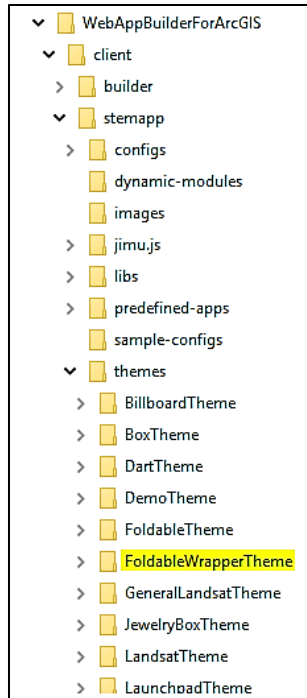 WebAppBuilderForArcGIS
client
builder
stemapp
configs
dynamic-modules
images
jimu.js
libs
predefined-apps
sample-configs
themes
BillboardTheme
BoxTheme
DartTheme
DemoTheme
FoldableTheme
FoldableWrapperTheme
GeneralLandsatTheme
JewelryBoxTheme
LandsatTheme
LaunchpadTheme